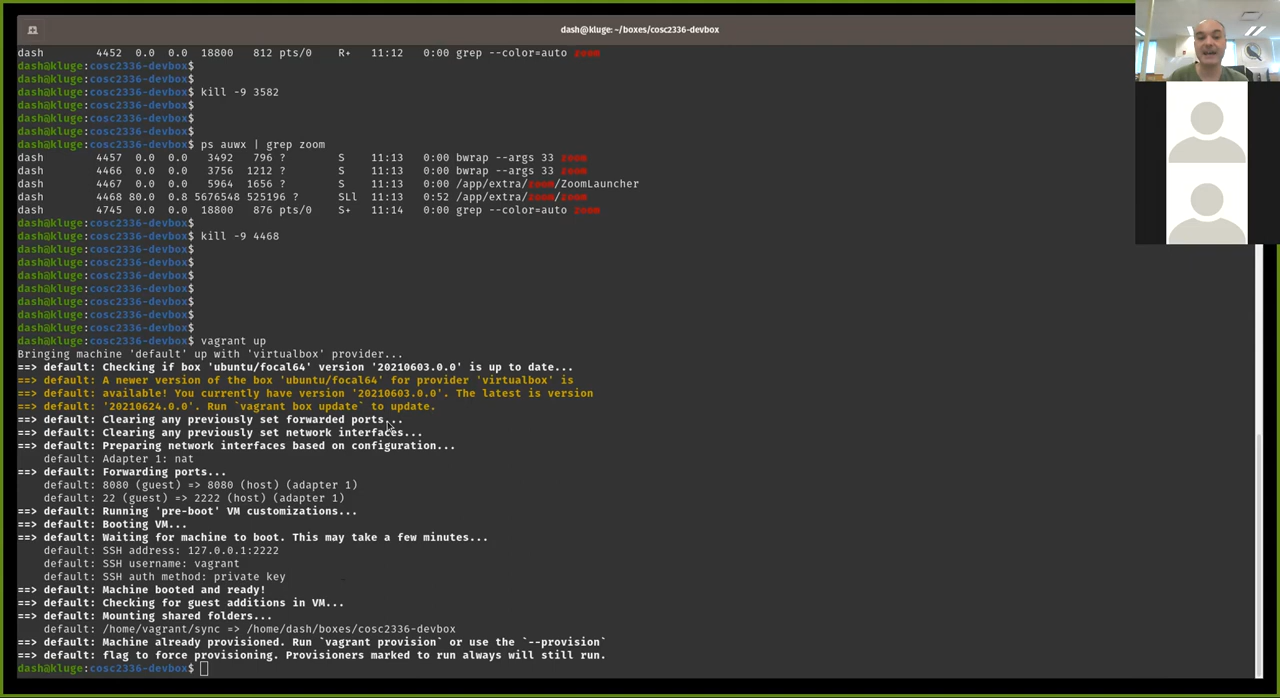 dash@kluge: ~/boxes/cosc2336-devbox
dash 4452 0.0 0.0 18800 812 pts/0 R+ 11:12 0:00 grep --color=auto zoom
dash@kluge:cosc2336-devbox$
dash@kluge:cosc2336-devbox$
dash@kluge:cosc2336-devbox$ kill -9 3582
dash@kluge:cosc2336-devbox$
dash@kluge:cosc2336-devbox$
dash@kluge:cosc2336-devbox$
dash@kluge:cosc2336-devbox$ ps auwx | grep zoom
dash 4457 0.0 0.0 3492 796 ? S 11:13 0:00 bwrap --args 33 zoom
dash 4466 0.0 0.0 3756 1212 ? S 11:13 0:00 bwrap --args 33 zoom
dash 4467 0.0 0.0 5964 1656 ? S 11:13 0:00 /app/extra/zoom/ZoomLauncher
dash 4468 80.0 0.8 5676548 525196 ? SLl 11:13 0:52 /app/extra/zoom/zoom
dash 4745 0.0 0.0 18800 876 pts/0 S+ 11:14 0:00 grep --color=auto zoom
dash@kluge:cosc2336-devbox$
dash@kluge:cosc2336-devbox$ kill -9 4468
dash@kluge:cosc2336-devbox$
dash@kluge:cosc2336-devbox$
dash@kluge:cosc2336-devbox$
dash@kluge:cosc2336-devbox$
dash@kluge:cosc2336-devbox$
dash@kluge:cosc2336-devbox$
dash@kluge:cosc2336-devbox$
dash@kluge:cosc2336-devbox$ vagrant up
Bringing machine 'default' up with 'virtualbox' provider...
==> default: Checking if box 'ubuntu/focal64' version '20210603.0.0' is up to date...
==> default: A newer version of the box 'ubuntu/focal64' for provider 'virtualbox' is
==> default: available! You currently have version '20210603.0.0'. The latest is version
==> default: '20210624.0.0'. Run `vagrant box update` to update.
==> default: Clearing any previously set forwarded ports...
==> default: Clearing any previously set network interfaces...
==> default: Preparing network interfaces based on configuration...
default: Adapter 1: nat
==> default: Forwarding ports...
default: 8080 (guest) => 8080 (host) (adapter 1)
default: 22 (guest) => 2222 (host) (adapter 1)
==> default: Running 'pre-boot' VM customizations...
==> default: Booting VM...
==> default: Waiting for machine to boot. This may take a few minutes...
default: SSH address: 127.0.0.1:2222
default: SSH username: vagrant
default: SSH auth method: private key
==> default: Machine booted and ready!
==> default: Checking for guest additions in VM...
==> default: Mounting shared folders...
default: /home/vagrant/sync => /home/dash/boxes/cosc2336-devbox
==> default: Machine already provisioned. Run `vagrant provision` or use the `--provision`
==> default: flag to force provisioning. Provisioners marked to run always will still run.
dash@kluge:cosc2336-devbox$